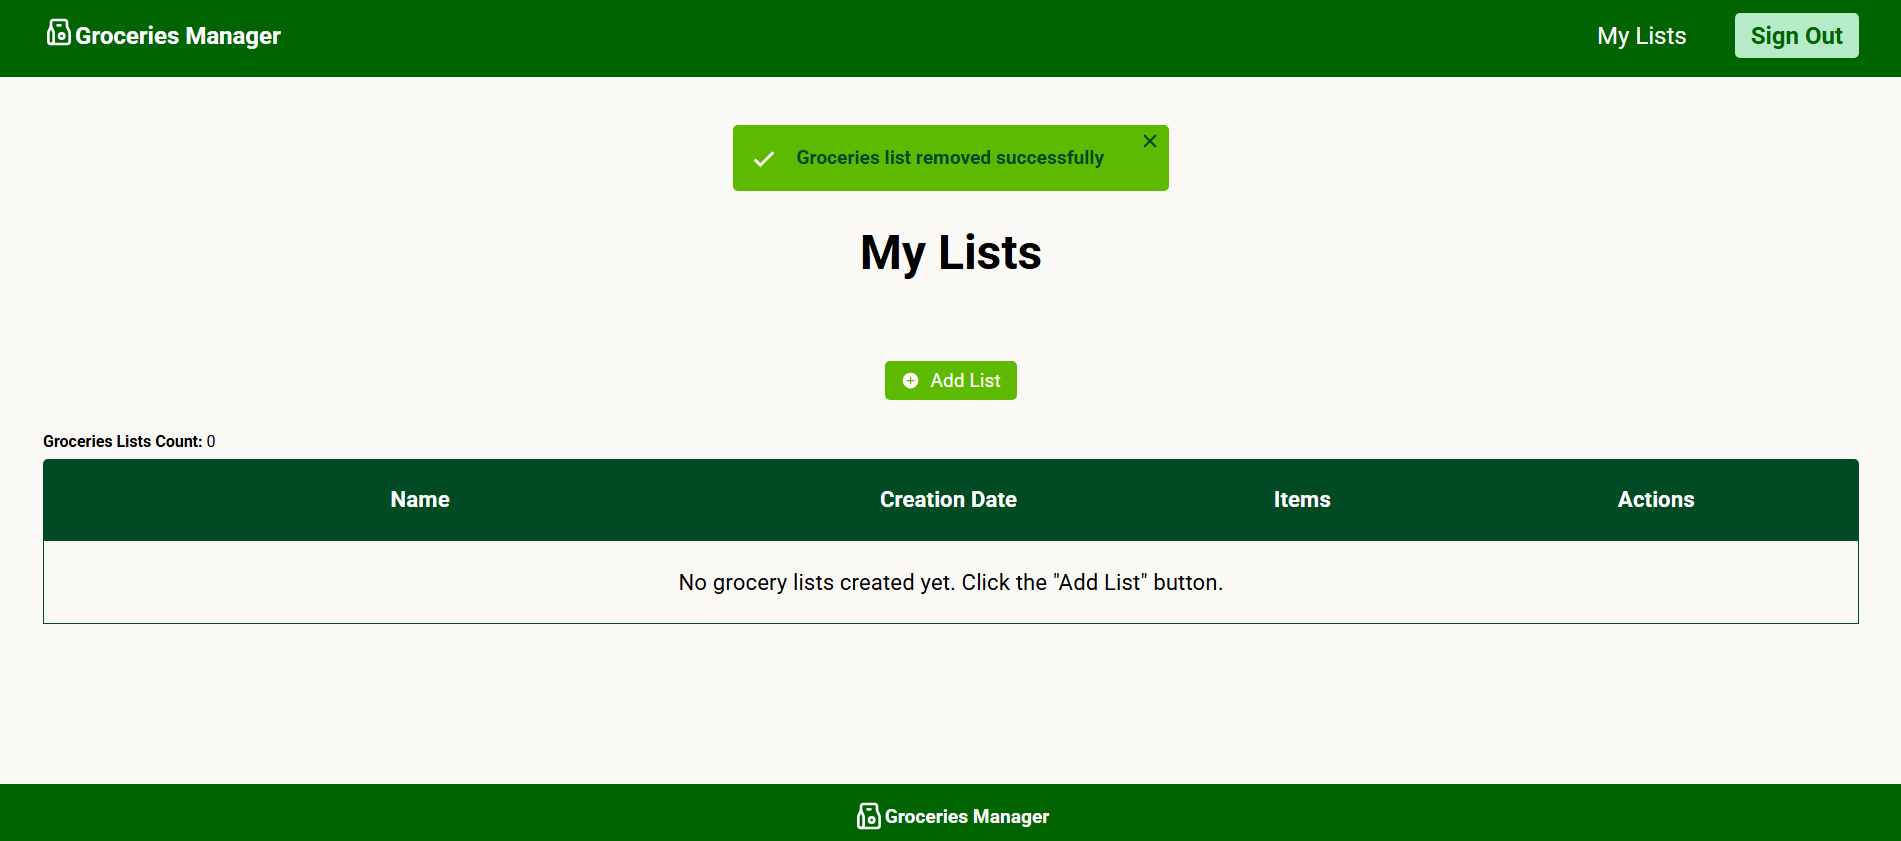 Groceries Manager
My Lists
Sign Out
Groceries list removed successfully
My Lists
Add List
Groceries Lists Count: 0
Name Creation Date Items Actions
No grocery lists created yet. Click the "Add List" button.
Groceries Manager